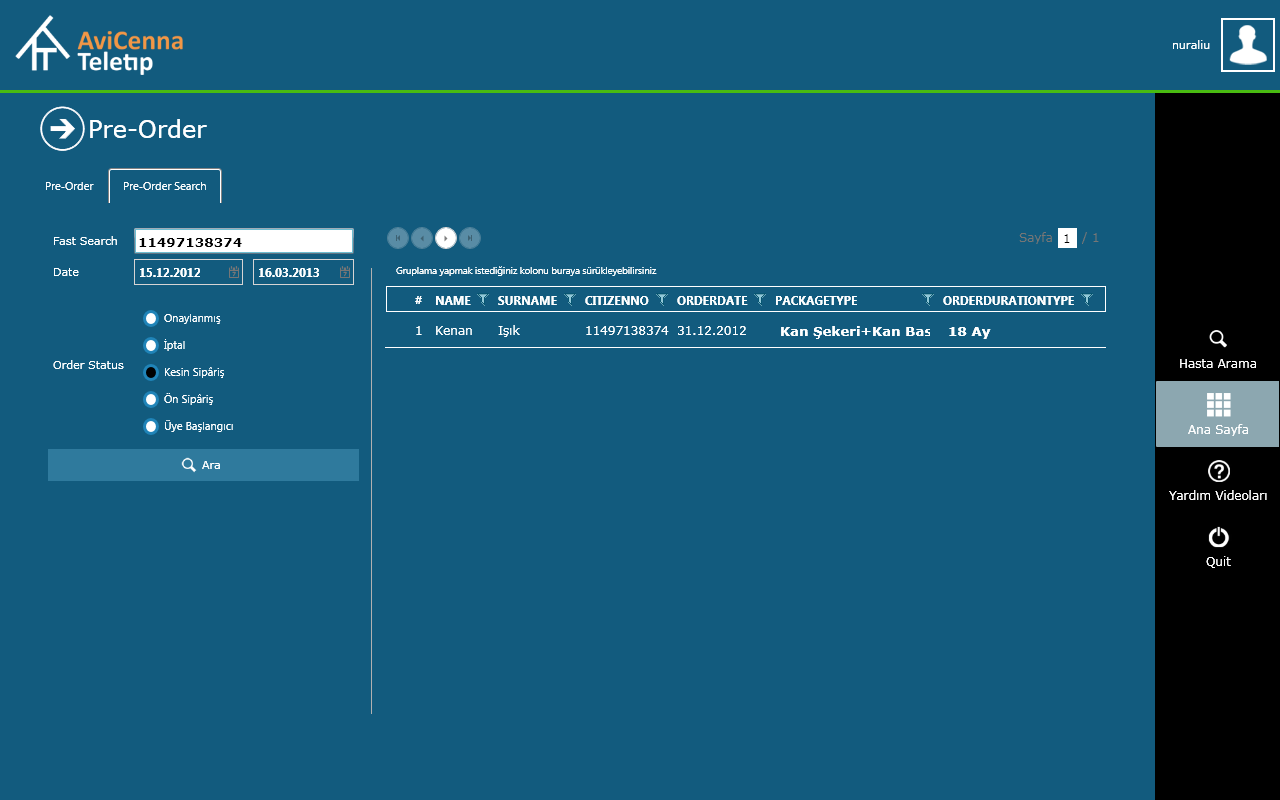 AviCenna
Teletıp
nuraliu
Pre-Order
Pre-Order
Pre-Order Search
Fast Search
11497138374
Date
15.12.2012
16.03.2013
Order Status
Onaylanmış
İptal
Kesin Sipâriş
Ön Sipâriş
Üye Başlangıcı
Ara
Sayfa 1 / 1
Gruplama yapmak istediğiniz kolonu buraya sürükleyebilirsiniz
# NAME SURNAME CITIZENNO ORDERDATE PACKAGETYPE ORDERDURATIONTYPE
1 Kenan Işık 11497138374 31.12.2012 Kan Şekeri+Kan Bas 18 Ay
Hasta Arama
Ana Sayfa
Yardım Videoları
Quit